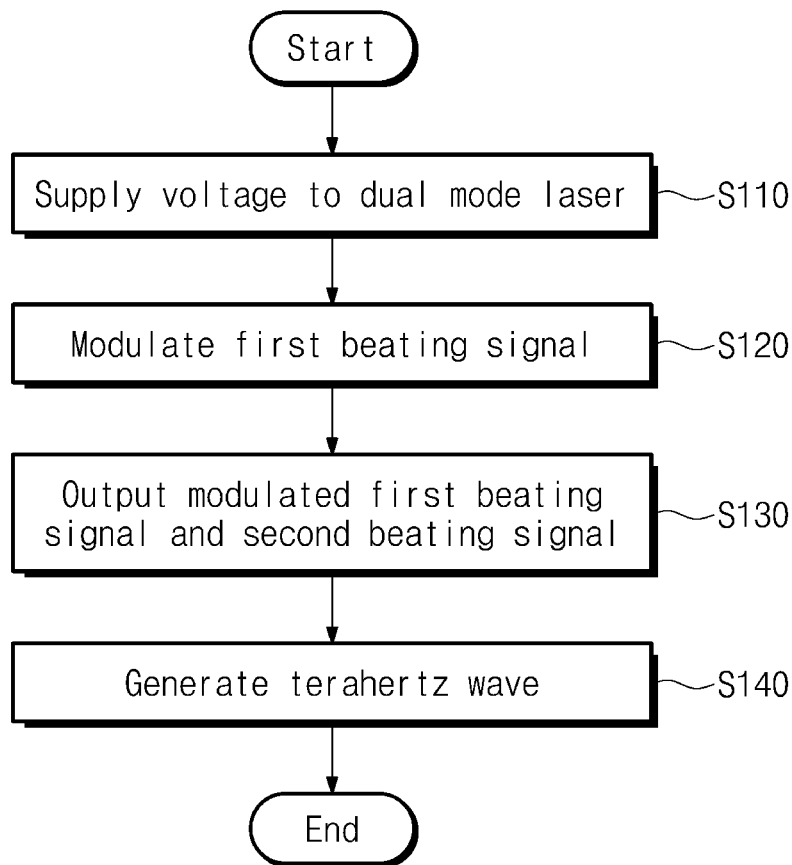 Start
Supply voltage to dual mode laser
S110
Modulate first beating signal
S120
Output modulated first beating
signal and second beating signal
S130
Generate terahertz wave
S140
End